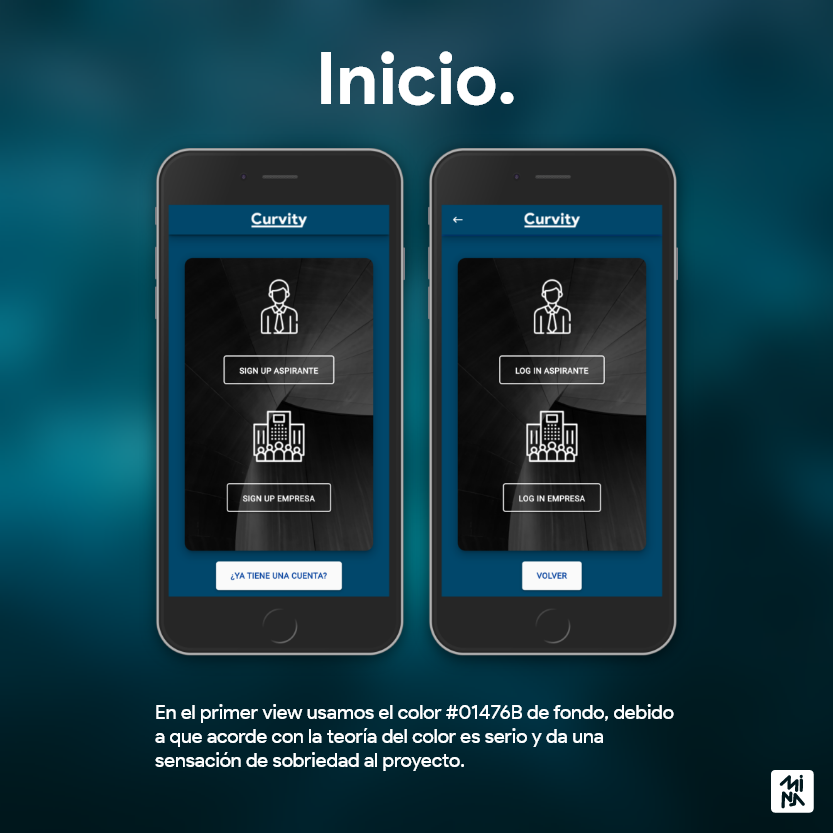 Inicio.
Curvity
SIGN UP ASPIRANTE
SIGN UP EMPRESA
¿YA TIENE UNA CUENTA?
←
Curvity
LOG IN ASPIRANTE
LOG IN EMPRESA
VOLVER
En el primer view usamos el color #01476B de fondo, debido
a que acorde con la teoría del color es serio y da una
sensación de sobriedad al proyecto.
MiNA